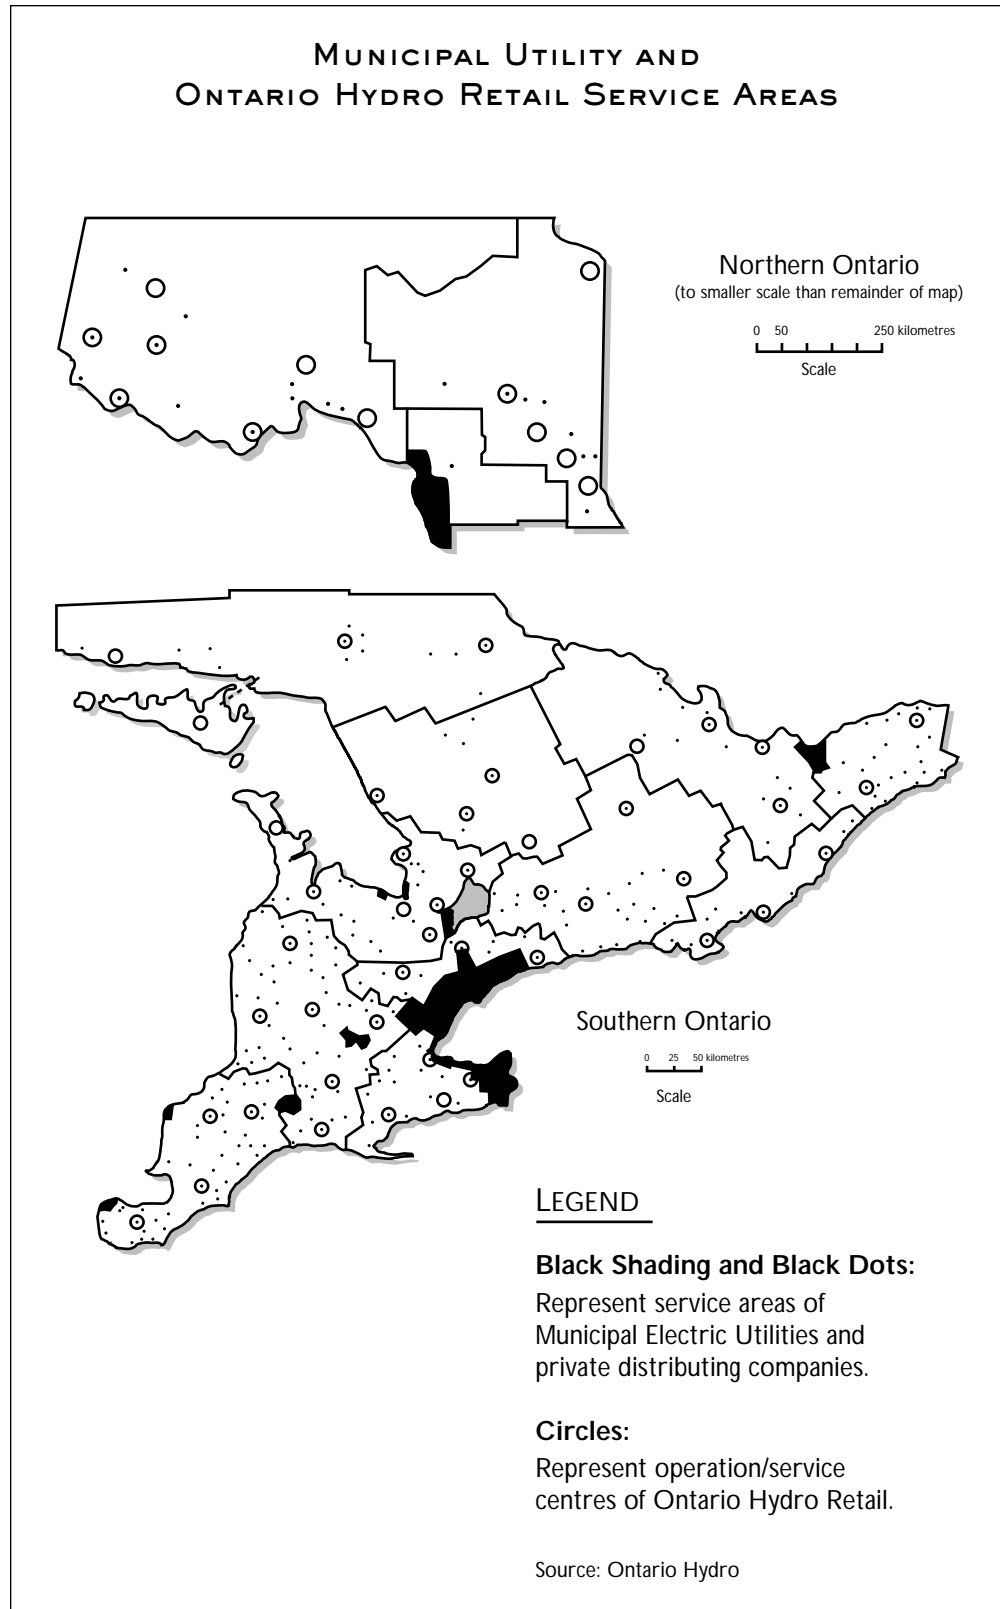 MUNICIPAL UTILITY AND
ONTARIO HYDRO RETAIL SERVICE AREAS
Northern Ontario
(to smaller scale than remainder of map)
0 50 250 kilometres
Scale
Southern Ontario
0 25 50 kilometres
Scale
LEGEND
Black Shading and Black Dots:
Represent service areas of
Municipal Electric Utilities and
private distributing companies.
Circles:
Represent operation/service
centres of Ontario Hydro Retail.
Source: Ontario Hydro